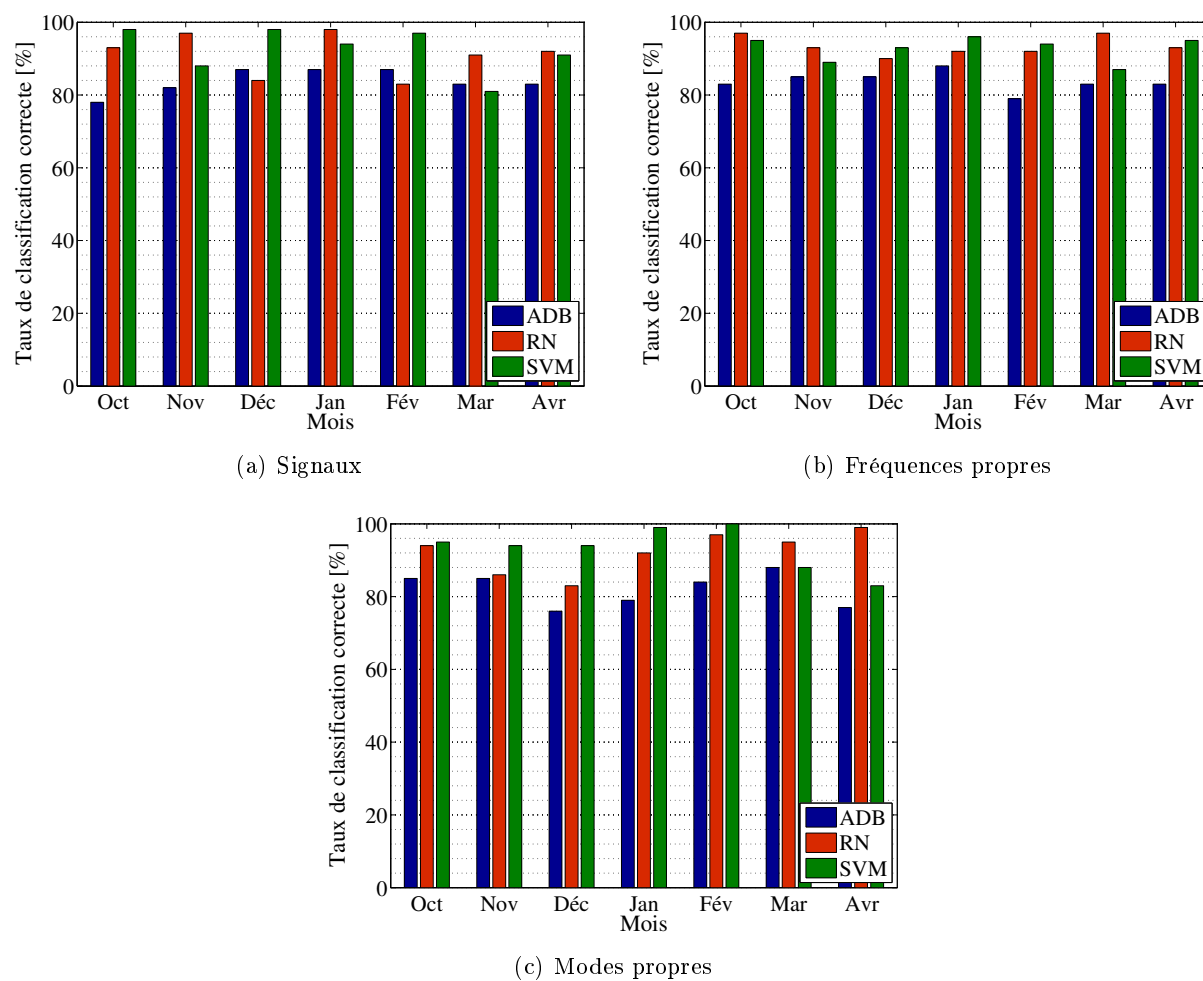 Taux de classification correcte [%]
100
80
60
40
20
0
Oct Nov Déc Jan Fév Mar Avr
Mois
ADB
RN
SVM
(a) Signaux
Taux de classification correcte [%]
100
80
60
40
20
0
Oct Nov Déc Jan Fév Mar Avr
Mois
ADB
RN
SVM
(b) Fréquences propres
Taux de classification correcte [%]
100
80
60
40
20
0
Oct Nov Déc Jan Fév Mar Avr
Mois
ADB
RN
SVM
(c) Modes propres